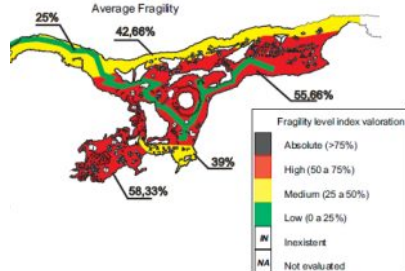 Average Fragility
25%
42,66%
55,66%
39%
58,33%
Fragility level index valoration
Absolute (>75%)
High (50 a 75%)
Medium (25 a 50%)
Low (0 a 25%)
IN Inexistent
NA Not evaluated